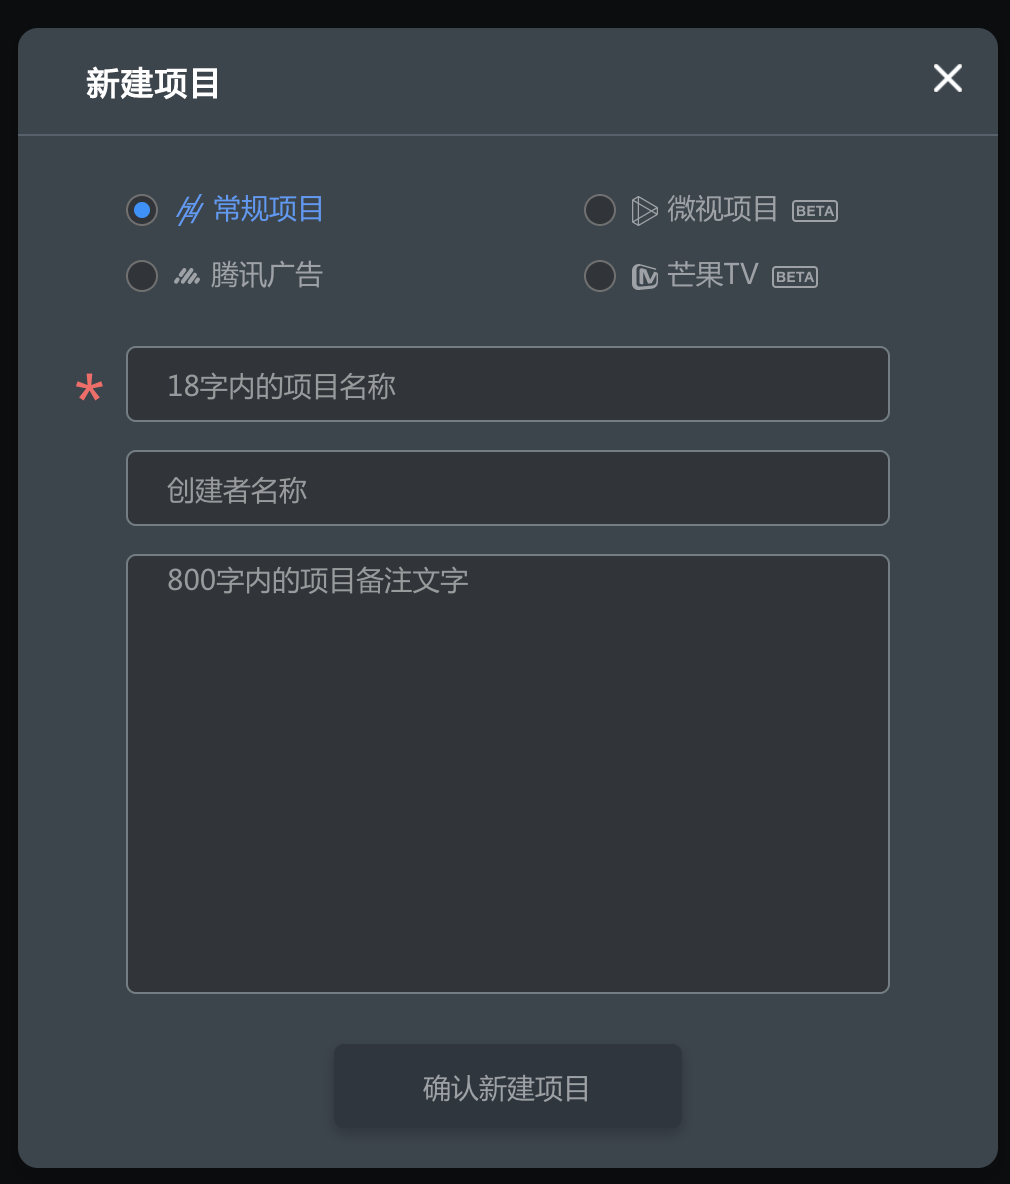 新建项目
常规项目
微视项目 BETA
腾讯广告
芒果TV BETA
*
18字内的项目名称
创建者名称
800字内的项目备注文字
确认新建项目